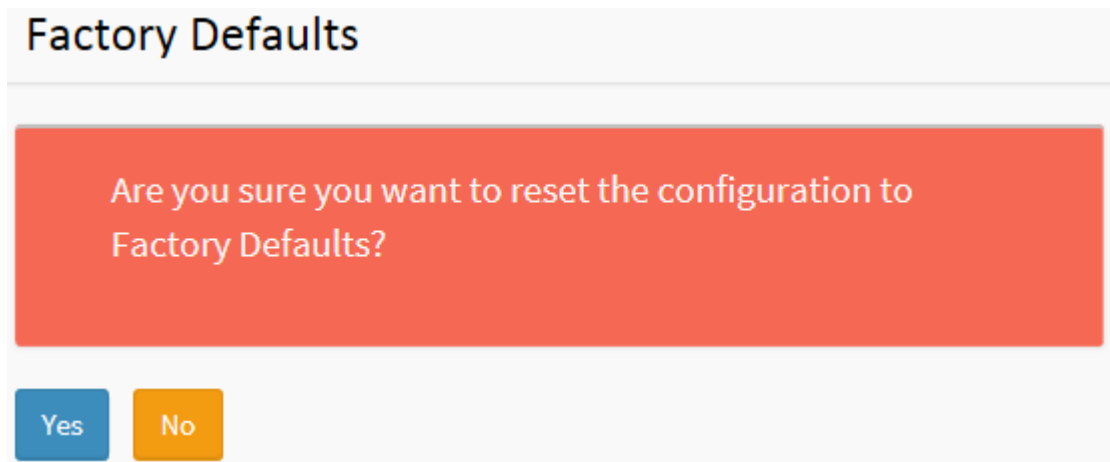 Factory Defaults
Are you sure you want to reset the configuration to
Factory Defaults?
Yes No